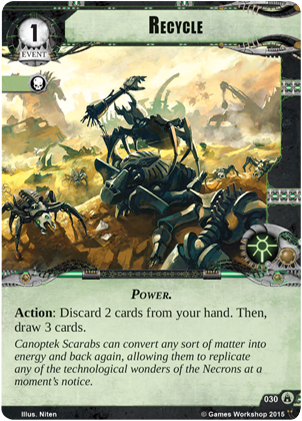 RECYCLE
1
EVENT
POWER.
Action: Discard 2 cards from your hand. Then,
draw 3 cards.
Canoptek Scarabs can convert any sort of matter into
energy and back again, allowing them to replicate
any of the technological wonders of the Necrons at a
moment's notice.
030
Illus. Niten
© Games Workshop 2015